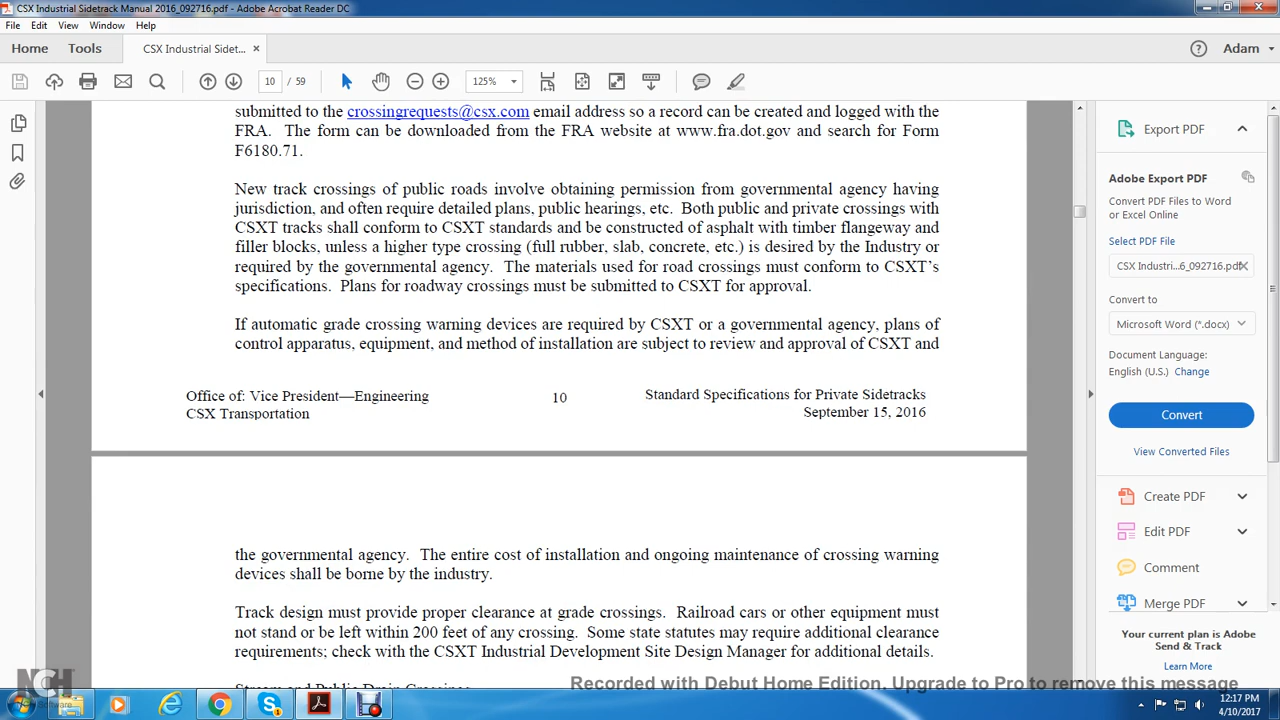 CSX Industrial Sidetrack Manual 2016_092716.pdf - Adobe Acrobat Reader DC
File Edit View Window Help
Home Tools CSX Industrial Sidet... × Adam
10 / 59 125%
submitted to the crossingrequests@csx.com email address so a record can be created and logged with the
FRA. The form can be downloaded from the FRA website at www.fra.dot.gov and search for Form
F6180.71.
New track crossings of public roads involve obtaining permission from governmental agency having
jurisdiction, and often require detailed plans, public hearings, etc. Both public and private crossings with
CSXT tracks shall conform to CSXT standards and be constructed of asphalt with timber flangeway and
filler blocks, unless a higher type crossing (full rubber, slab, concrete, etc.) is desired by the Industry or
required by the governmental agency. The materials used for road crossings must conform to CSXT's
specifications. Plans for roadway crossings must be submitted to CSXT for approval.
If automatic grade crossing warning devices are required by CSXT or a governmental agency, plans of
control apparatus, equipment, and method of installation are subject to review and approval of CSXT and
Office of: Vice President—Engineering 10 Standard Specifications for Private Sidetracks
CSX Transportation September 15, 2016
the governmental agency. The entire cost of installation and ongoing maintenance of crossing warning
devices shall be borne by the industry.
Track design must provide proper clearance at grade crossings. Railroad cars or other equipment must
not stand or be left within 200 feet of any crossing. Some state statutes may require additional clearance
requirements; check with the CSXT Industrial Development Site Design Manager for additional details.
Stream and Public Drain Crossings
Export PDF
Adobe Export PDF
Convert PDF Files to Word
or Excel Online
Select PDF File
CSX Industri...6_092716.pdf ×
Convert to
Microsoft Word (*.docx)
Document Language:
English (U.S.) Change
Convert
View Converted Files
Create PDF
Edit PDF
Comment
Merge PDF
Your current plan is Adobe
Send & Track
Learn More
NCH Software
Recorded with Debut Home Edition. Upgrade to Pro to remove this message
12:17 PM
4/10/2017